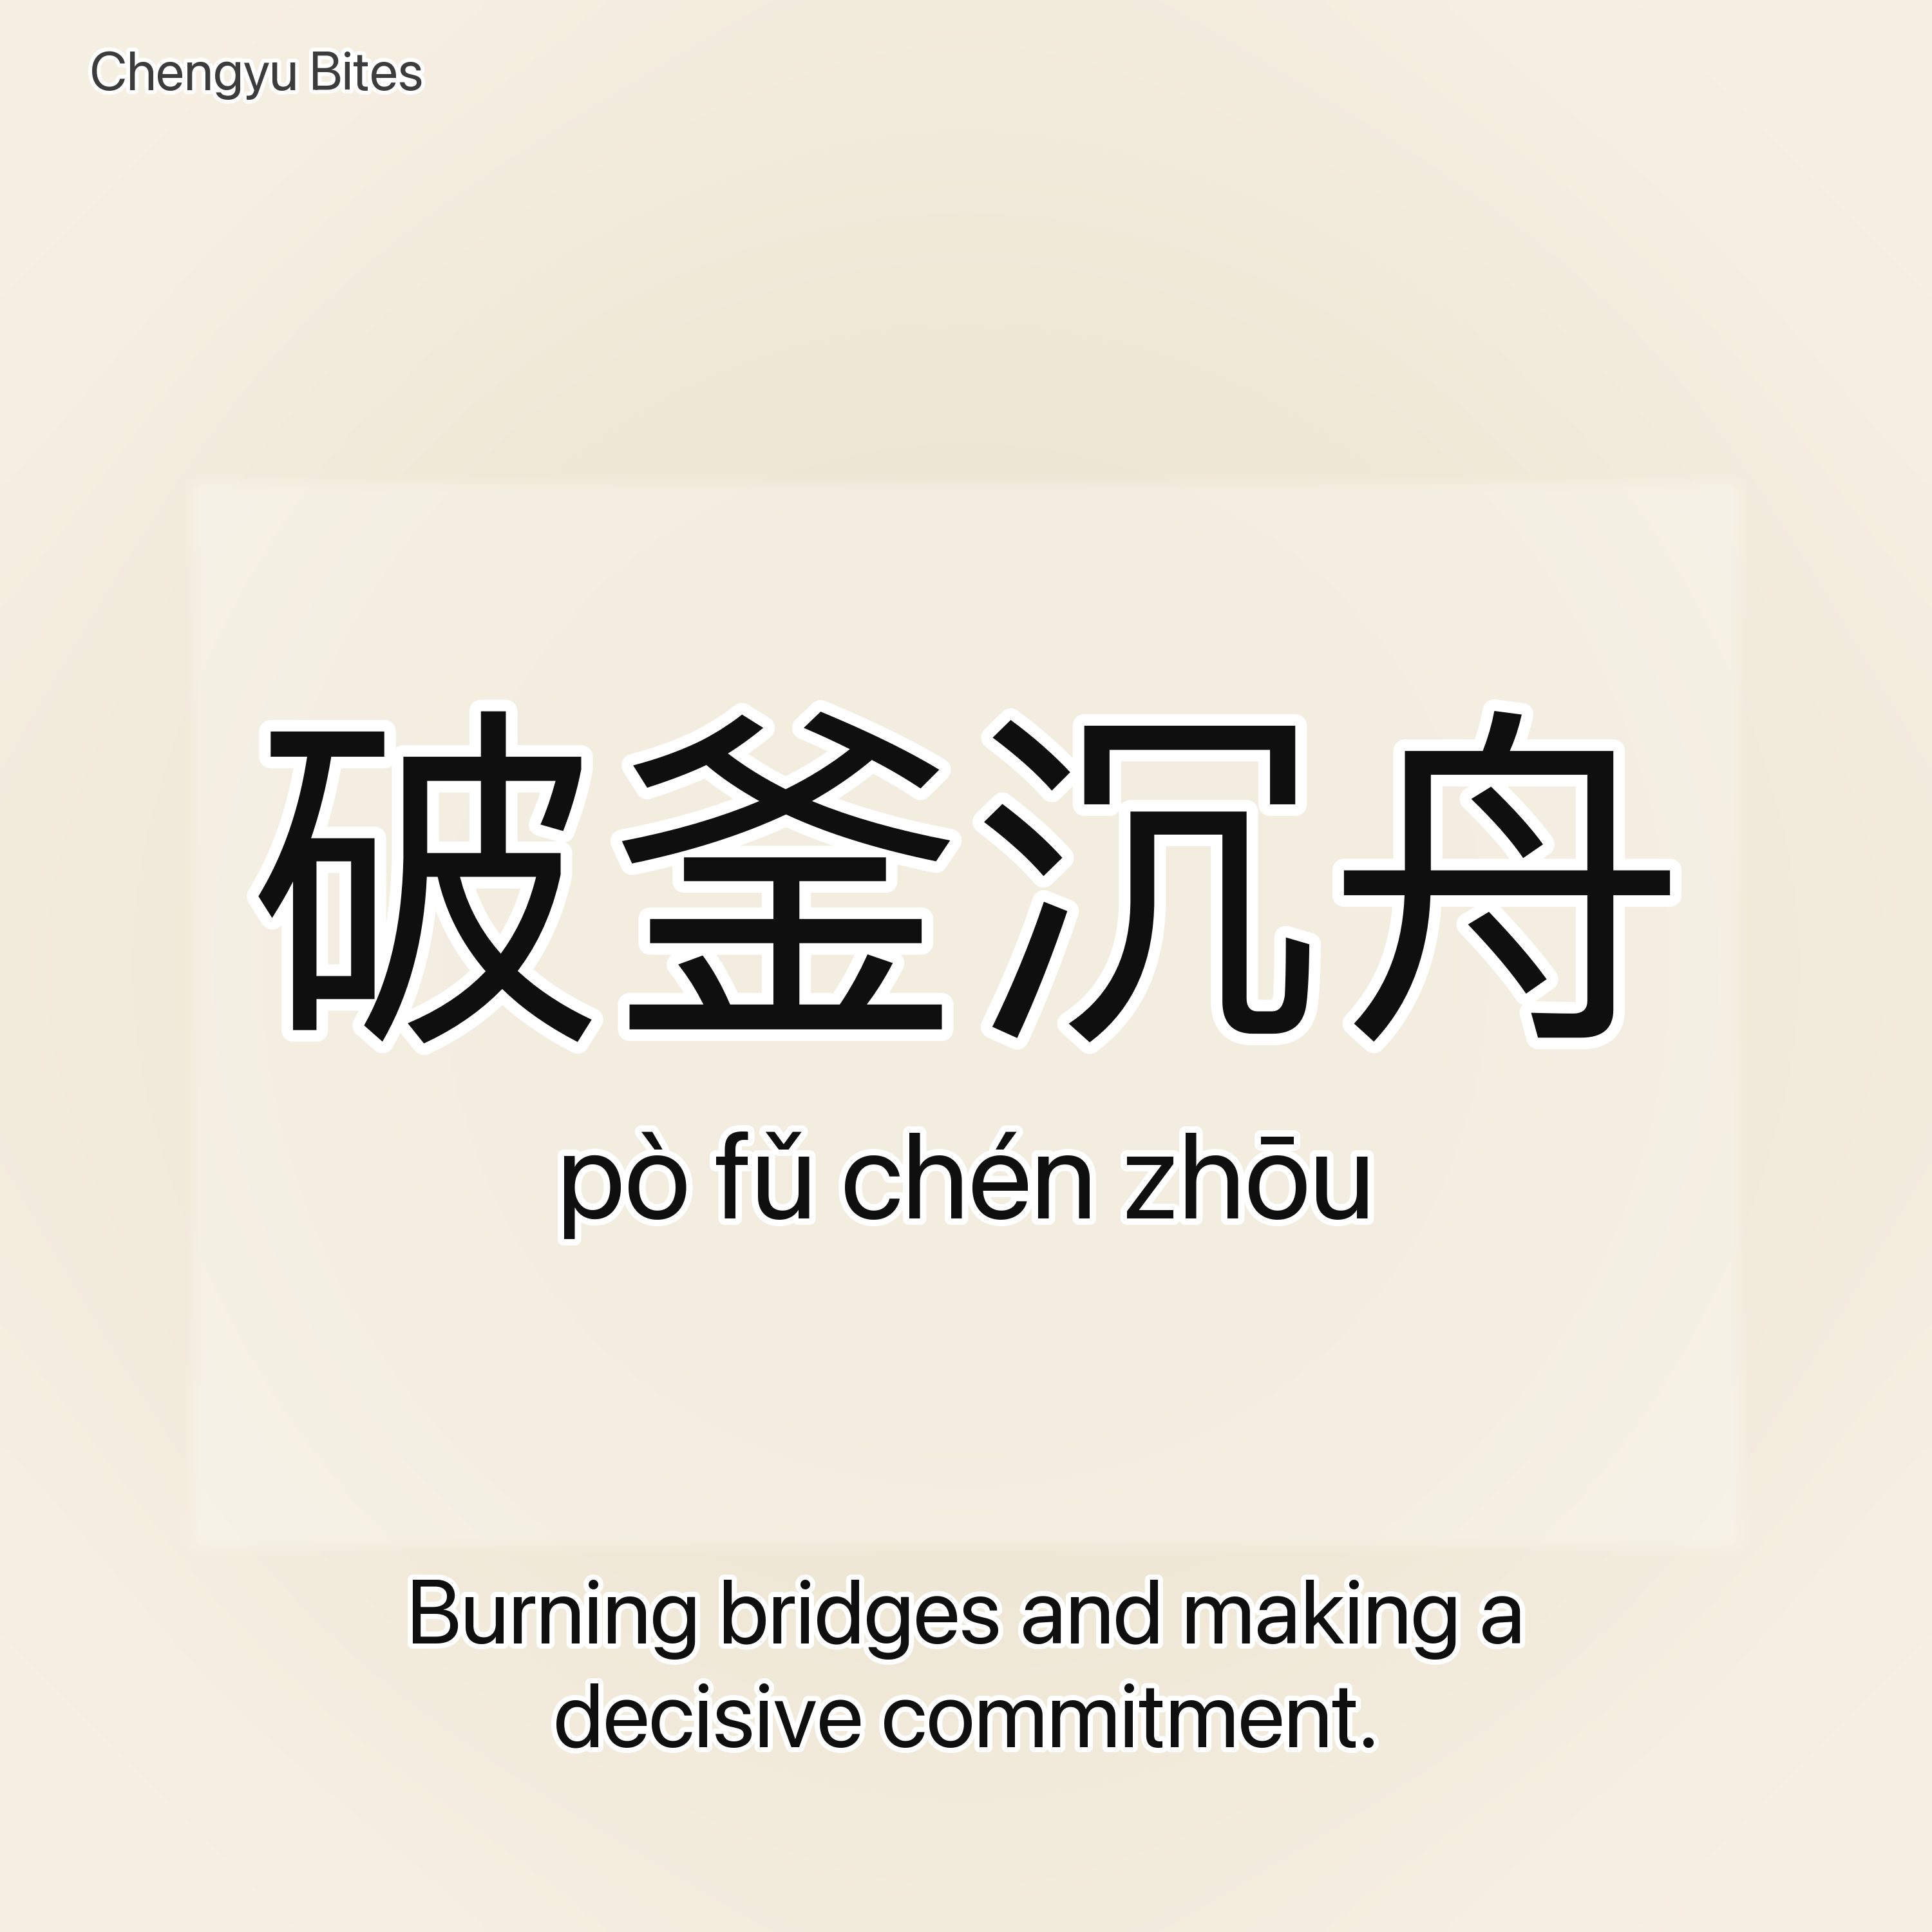 Chengyu Bites
破釜沉舟
pò fǔ chén zhōu
Burning bridges and making a
decisive commitment.